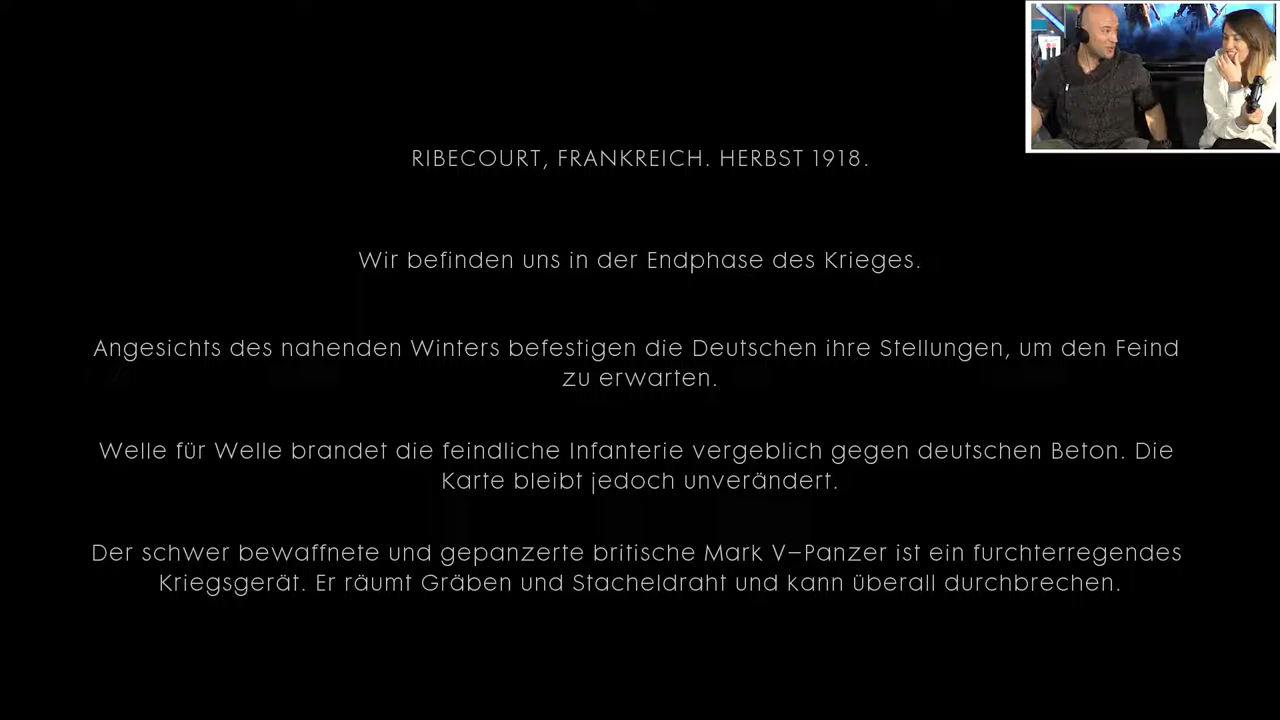 RIBECOURT, FRANKREICH. HERBST 1918.
Wir befinden uns in der Endphase des Krieges.
Angesichts des nahenden Winters befestigen die Deutschen ihre Stellungen, um den Feind
zu erwarten.
Welle für Welle brandet die feindliche Infanterie vergeblich gegen deutschen Beton. Die
Karte bleibt jedoch unverändert.
Der schwer bewaffnete und gepanzerte britische Mark V-Panzer ist ein furchterregendes
Kriegsgerät. Er räumt Gräben und Stacheldraht und kann überall durchbrechen.